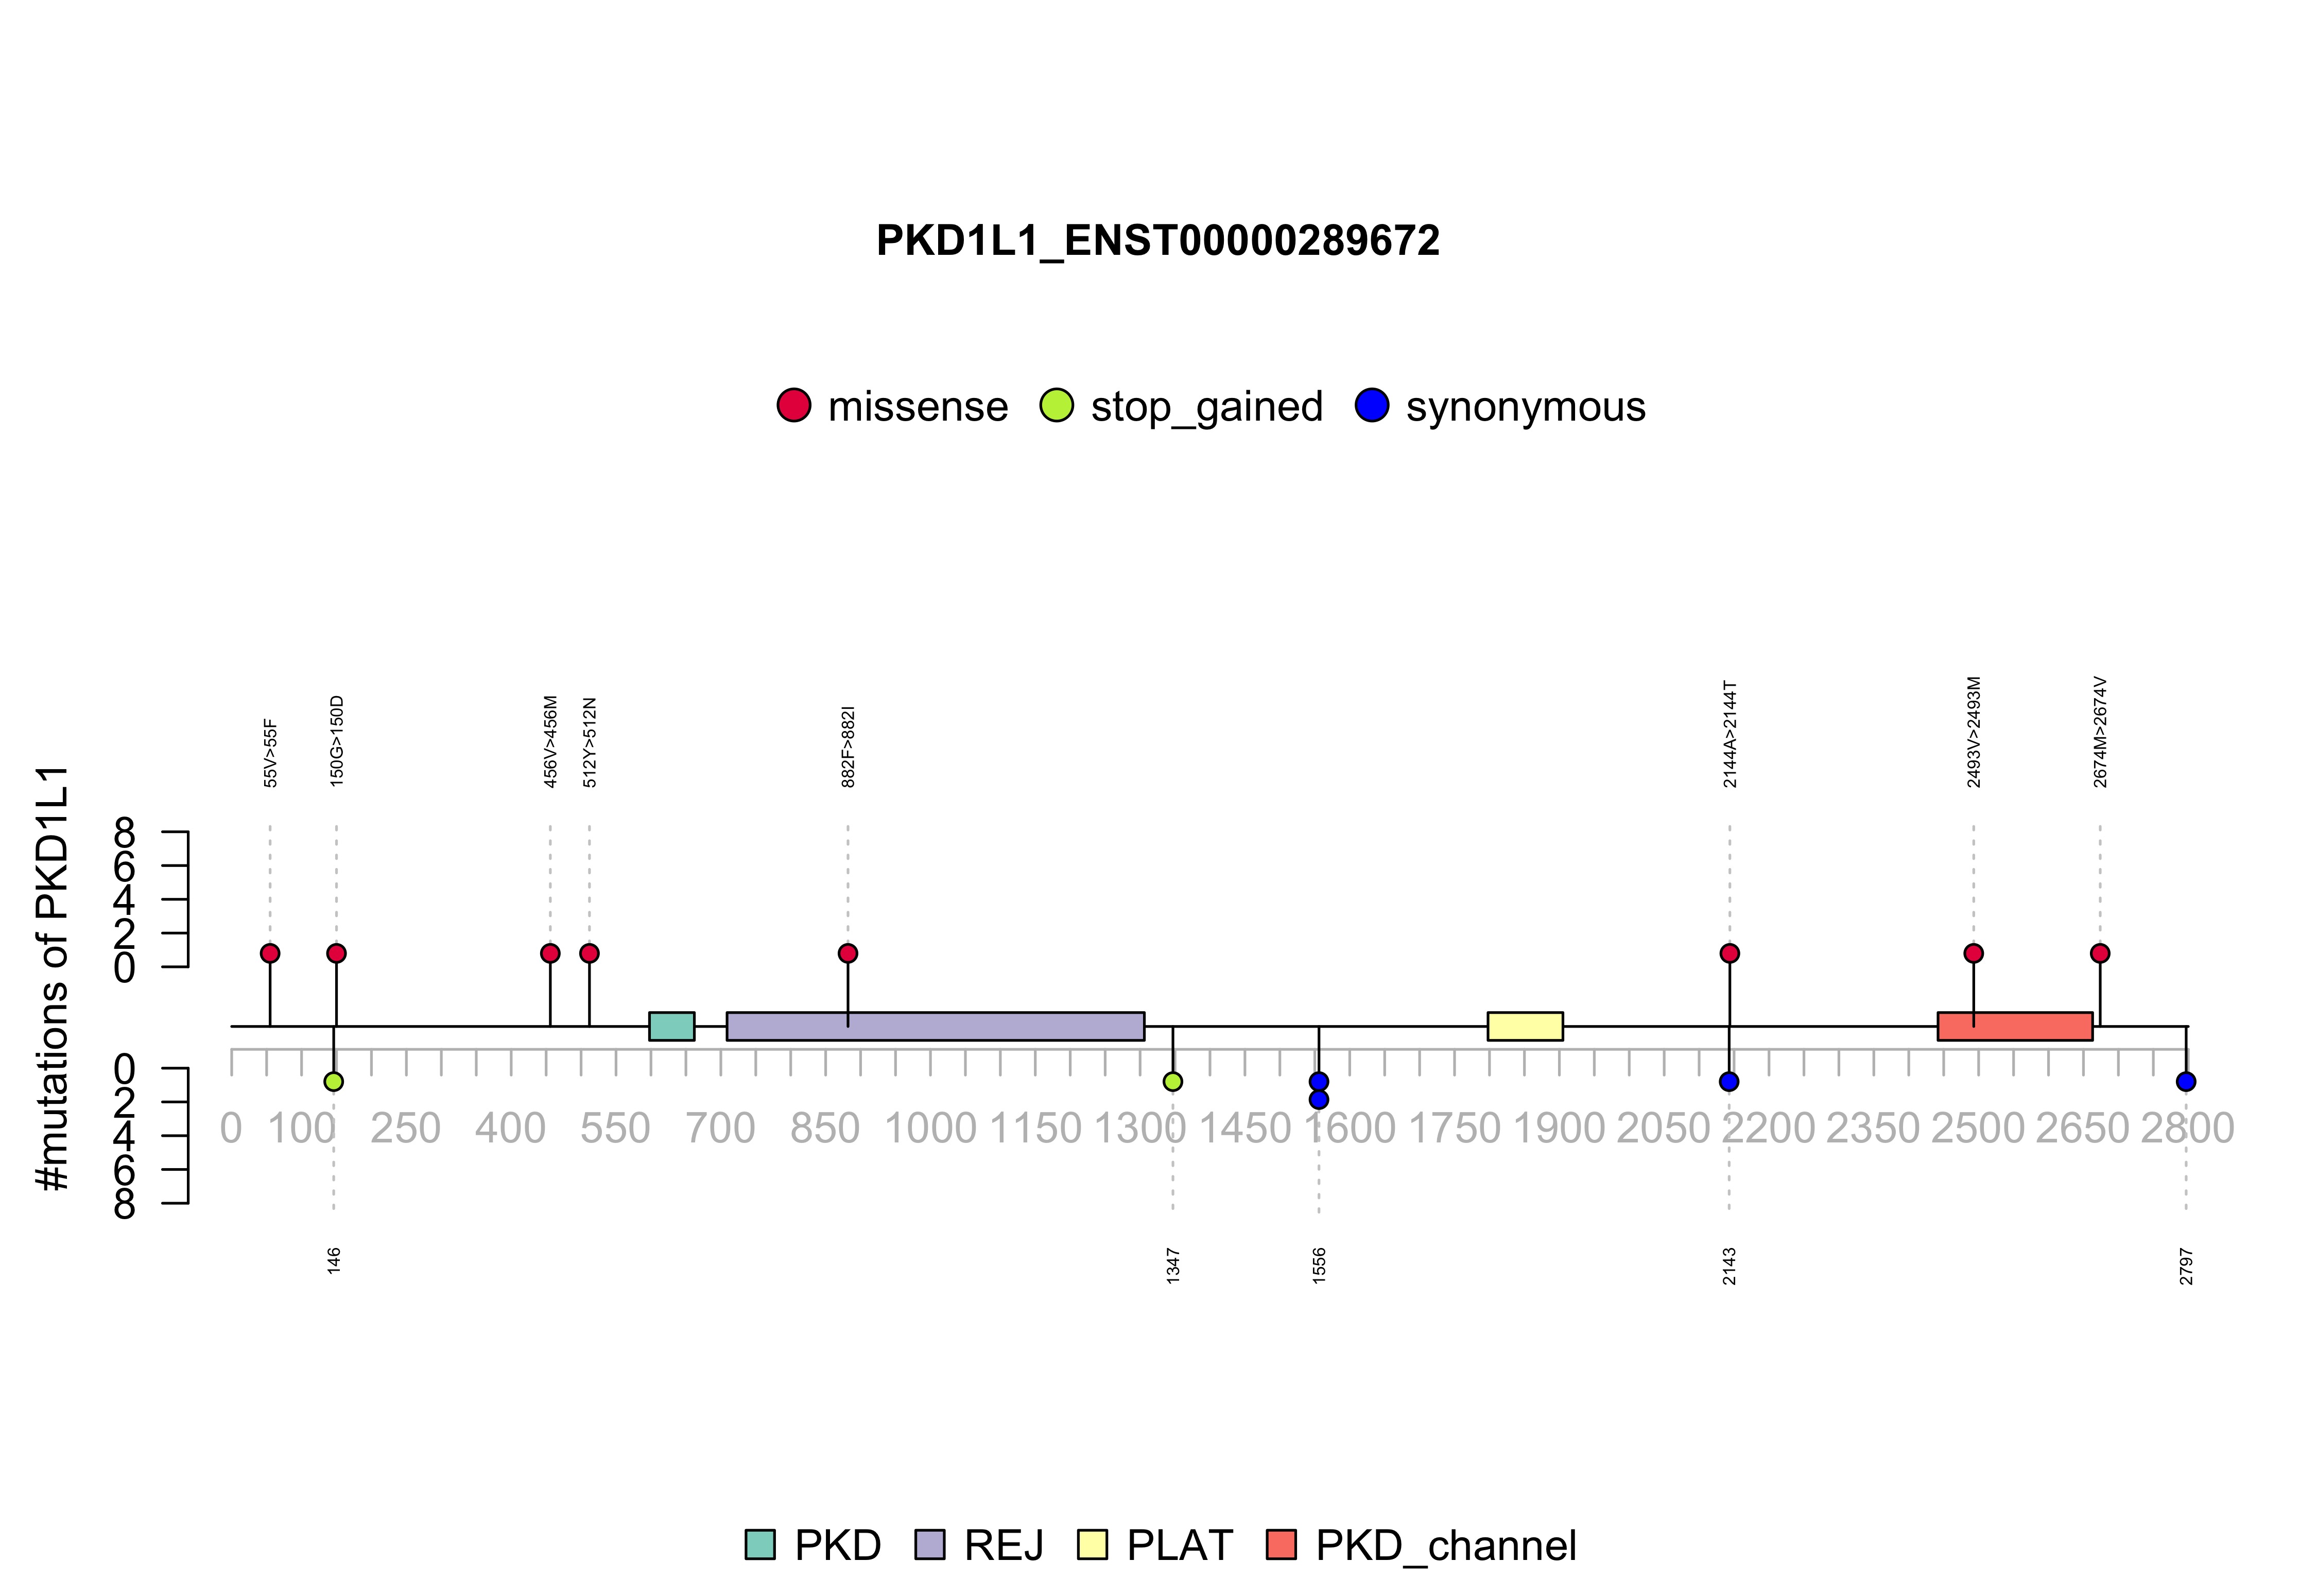 PKD1L1_ENST00000289672
missense stop_gained synonymous
55V>55F 150G>150D 456V>456M 512Y>512N 882F>882I 2144A>2144T 2493V>2493M 2674M>2674V
#mutations of PKD1L1
8
6
4
2
0
0
2
4
6
8
0 100 250 400 550 700 850 1000 1150 1300 1450 1600 1750 1900 2050 2200 2350 2500 2650 2800
146 1347 1556 2143 2797
PKD REJ PLAT PKD_channel